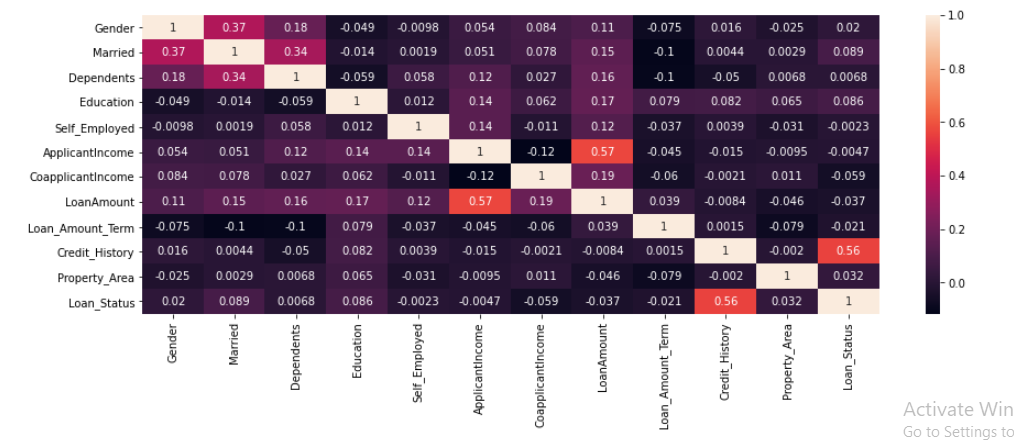 Gender 1 0.37 0.18 -0.049 -0.0098 0.054 0.084 0.11 -0.075 0.016 -0.025 0.02
Married 0.37 1 0.34 -0.014 0.0019 0.051 0.078 0.15 -0.1 0.0044 0.0029 0.089
Dependents 0.18 0.34 1 -0.059 0.058 0.12 0.027 0.16 -0.1 -0.05 0.0068 0.0068
Education -0.049 -0.014 -0.059 1 0.012 0.14 0.062 0.17 0.079 0.082 0.065 0.086
Self_Employed -0.0098 0.0019 0.058 0.012 1 0.14 -0.011 0.12 -0.037 0.0039 -0.031 -0.0023
ApplicantIncome 0.054 0.051 0.12 0.14 0.14 1 -0.12 0.57 -0.045 -0.015 -0.0095 -0.0047
CoapplicantIncome 0.084 0.078 0.027 0.062 -0.011 -0.12 1 0.19 -0.06 -0.0021 0.011 -0.059
LoanAmount 0.11 0.15 0.16 0.17 0.12 0.57 0.19 1 0.039 -0.0084 -0.046 -0.037
Loan_Amount_Term -0.075 -0.1 -0.1 0.079 -0.037 -0.045 -0.06 0.039 1 0.0015 -0.079 -0.021
Credit_History 0.016 0.0044 -0.05 0.082 0.0039 -0.015 -0.0021 -0.0084 0.0015 1 -0.002 0.56
Property_Area -0.025 0.0029 0.0068 0.065 -0.031 -0.0095 0.011 -0.046 -0.079 -0.002 1 0.032
Loan_Status 0.02 0.089 0.0068 0.086 -0.0023 -0.0047 -0.059 -0.037 -0.021 0.56 0.032 1
Gender
Married
Dependents
Education
Self_Employed
ApplicantIncome
CoapplicantIncome
LoanAmount
Loan_Amount_Term
Credit_History
Property_Area
Loan_Status
1.0
0.8
0.6
0.4
0.2
0.0
Activate Win
Go to Settings to